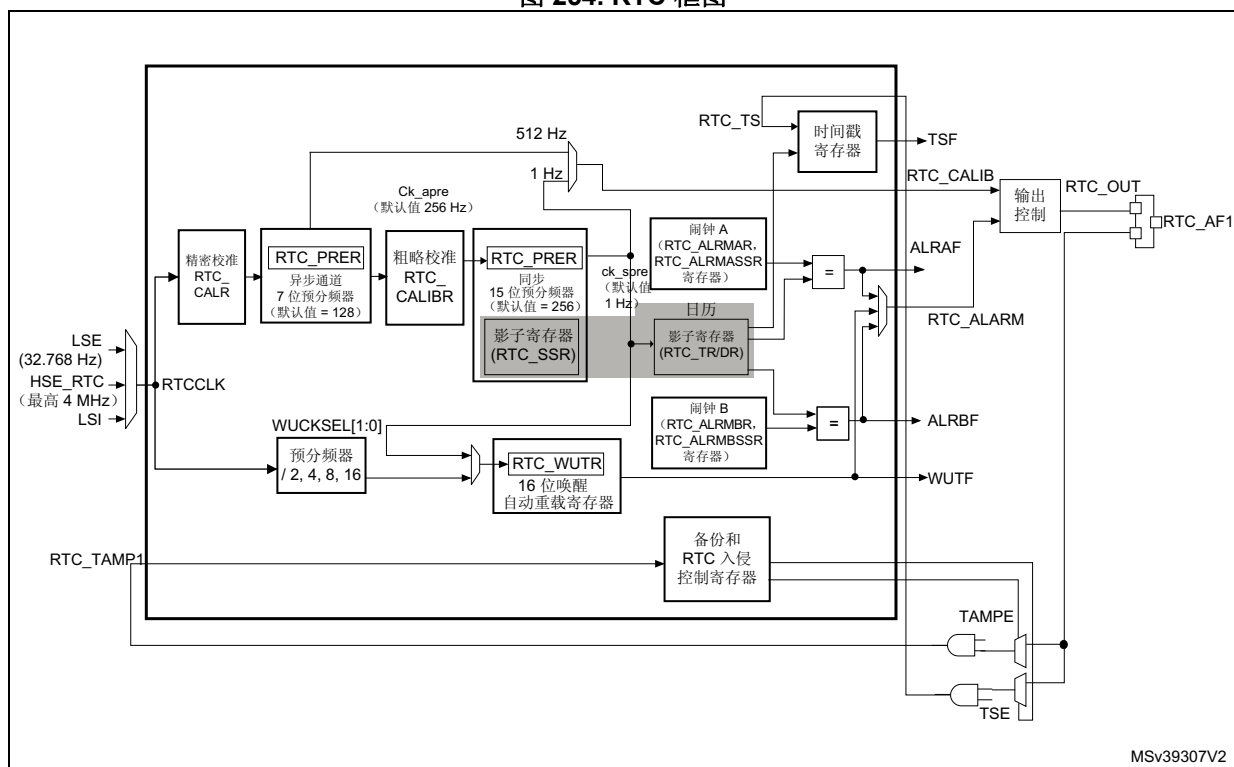 图 284. RTC 框图
RTC_TS
时间戳
寄存器
TSF
512 Hz
1 Hz
RTC_CALIB
输出
控制
RTC_OUT
RTC_AF1
Ck_apre
（默认值 256 Hz）
精密校准
RTC_
CALR
RTC_PRER
异步通道
7 位预分频器
（默认值 = 128）
粗略校准
RTC_
CALIBR
RTC_PRER
同步
15 位预分频器
（默认值 = 256）
影子寄存器
(RTC_SSR)
ck_spre
（默认值
1 Hz）
日历
影子寄存器
(RTC_TR/DR)
闹钟 A
（RTC_ALRMAR，
RTC_ALRMASSR
寄存器）
=
ALRAF
RTC_ALARM
LSE
(32.768 Hz)
HSE_RTC
（最高 4 MHz）
LSI
RTCCLK
闹钟 B
（RTC_ALRMBR，
RTC_ALRMBSSR
寄存器）
=
ALRBF
WUCKSEL[1:0]
预分频器
/ 2, 4, 8, 16
RTC_WUTR
16 位唤醒
自动重载寄存器
WUTF
RTC_TAMP1
备份和
RTC 入侵
控制寄存器
TAMPE
TSE
MSv39307V2